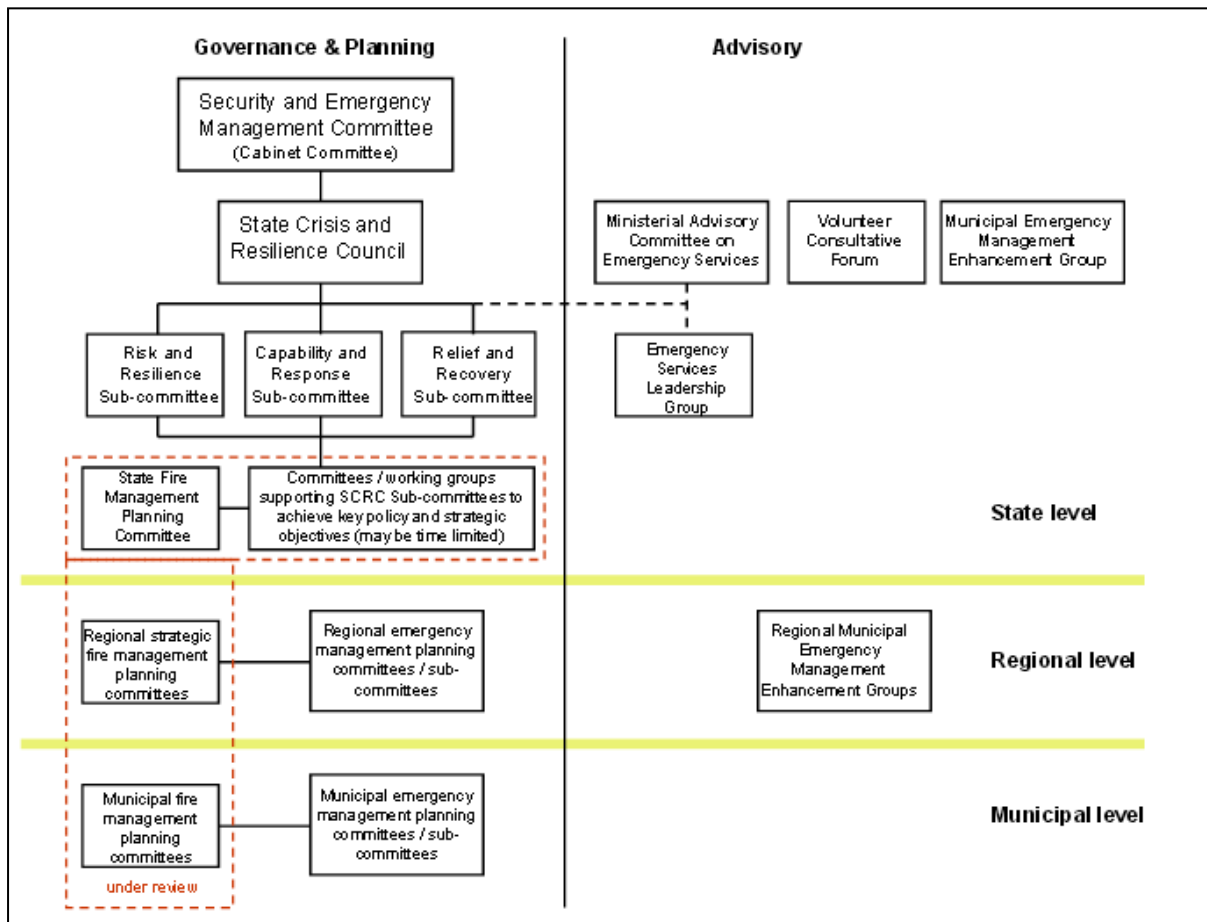 Governance & Planning
Advisory
Security and Emergency
Management Committee
(Cabinet Committee)
State Crisis and
Resilience Council
Ministerial Advisory
Committee on
Emergency Services
Volunteer
Consultative
Forum
Municipal Emergency
Management
Enhancement Group
Risk and
Resilience
Sub-committee
Capability and
Response
Sub-committee
Relief and
Recovery
Sub-committee
Emergency
Services
Leadership
Group
State Fire
Management
Planning
Committee
Committees / working groups
supporting SCRC Sub-committees to
achieve key policy and strategic
objectives (may be time limited)
State level
Regional strategic
fire management
planning
committees
Regional emergency
management planning
committees / sub-
committees
Regional Municipal
Emergency
Management
Enhancement Groups
Regional level
Municipal fire
management
planning
committees
Municipal emergency
management planning
committees / sub-
committees
Municipal level
under review